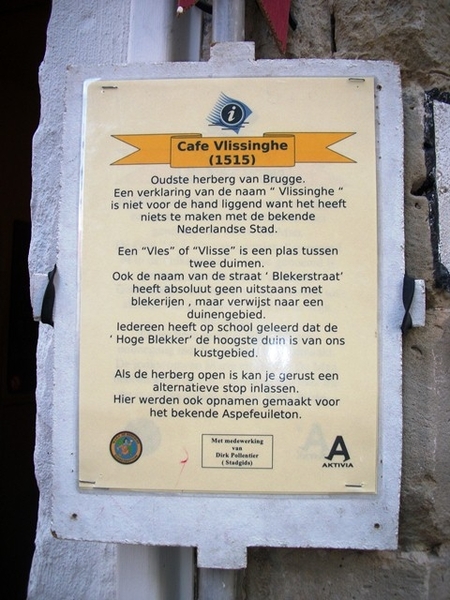 i
Cafe Vlissinghe
(1515)
Oudste herberg van Brugge.
Een verklaring van de naam “ Vlissinghe “
is niet voor de hand liggend want het heeft
niets te maken met de bekende
Nederlandse Stad.
Een “Vles” of “Vlisse” is een plas tussen
twee duimen.
Ook de naam van de straat ‘ Blekerstraat’
heeft absoluut geen uitstaans met
blekerijen , maar verwijst naar een
duinengebied.
Iedereen heeft op school geleerd dat de
‘ Hoge Blekker’ de hoogste duin is van ons
kustgebied.
Als de herberg open is kan je gerust een
alternatieve stop inlassen.
Hier werden ook opnamen gemaakt voor
het bekende Aspefeuileton.
Met medewerking
van
Dirk Pollentier
( Stadgids)
A
AKTIVIA